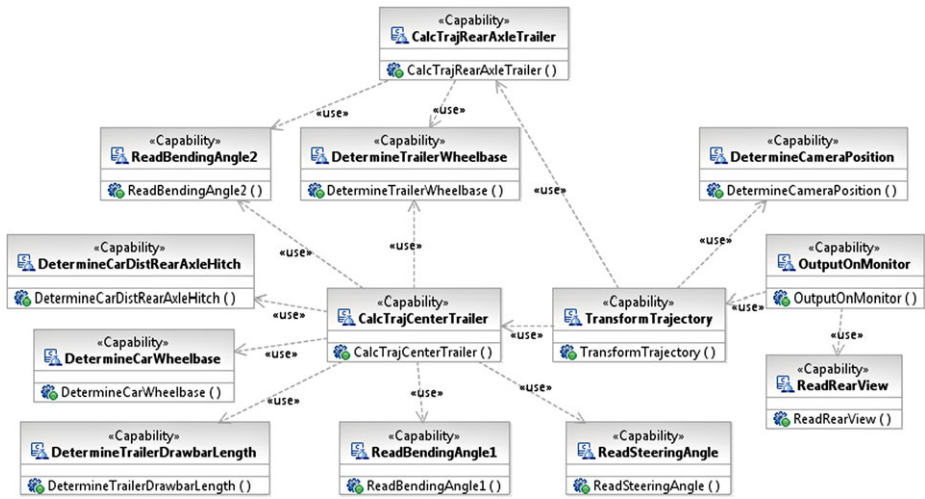 «Capability»
CalcTrajRearAxleTrailer
CalcTrajRearAxleTrailer ( )
«use»
«use»
«Capability»
ReadBendingAngle2
ReadBendingAngle2 ( )
«Capability»
DetermineTrailerWheelbase
DetermineTrailerWheelbase ( )
«Capability»
DetermineCameraPosition
DetermineCameraPosition ( )
«use»
«use»
«use»
«use»
«Capability»
DetermineCarDistRearAxleHitch
DetermineCarDistRearAxleHitch ( )
«Capability»
OutputOnMonitor
OutputOnMonitor ( )
«use»
«Capability»
CalcTrajCenterTrailer
CalcTrajCenterTrailer ( )
«use»
«Capability»
TransformTrajectory
TransformTrajectory ( )
«use»
«use»
«Capability»
DetermineCarWheelbase
DetermineCarWheelbase ( )
«use»
«Capability»
ReadRearView
ReadRearView ( )
«use»
«use»
«use»
«Capability»
DetermineTrailerDrawbarLength
DetermineTrailerDrawbarLength ( )
«Capability»
ReadBendingAngle1
ReadBendingAngle1 ( )
«Capability»
ReadSteeringAngle
ReadSteeringAngle ( )